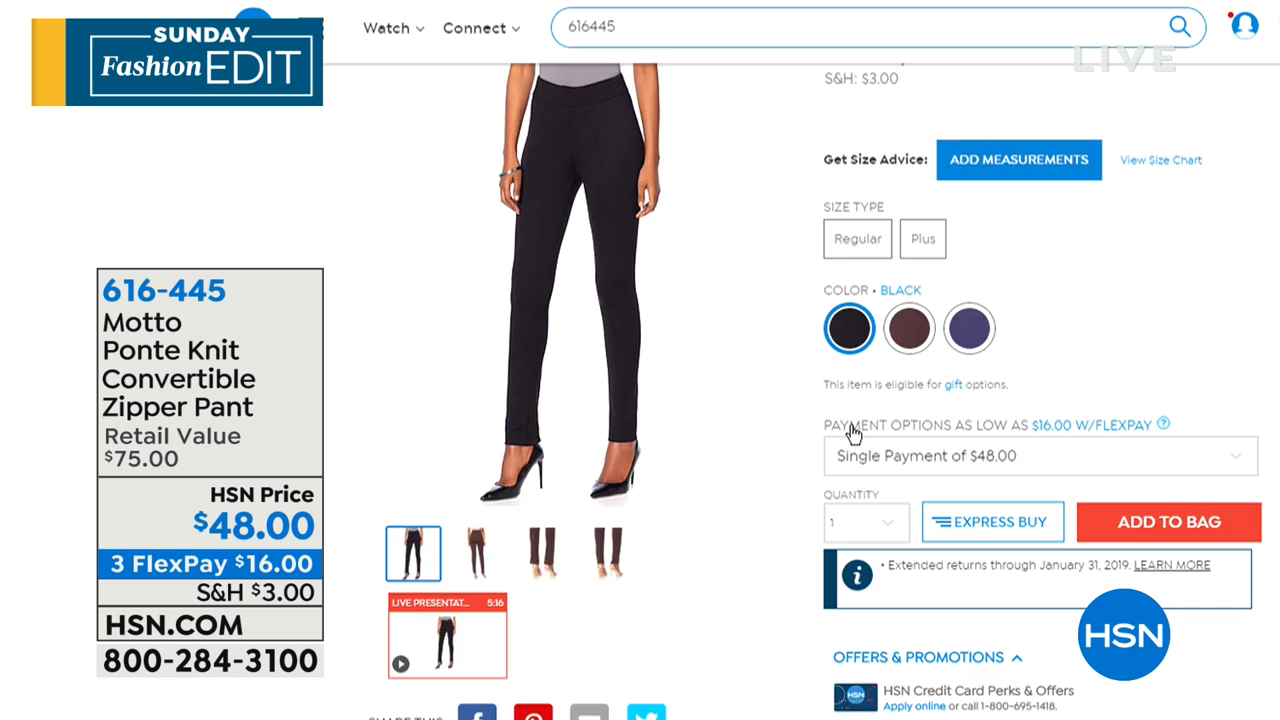 SUNDAY
Fashion EDIT
Watch
Connect
616445
LIVE
S&H: $3.00
Get Size Advice:
ADD MEASUREMENTS
View Size Chart
SIZE TYPE
Regular
Plus
COLOR • BLACK
This item is eligible for gift options.
PAYMENT OPTIONS AS LOW AS $16.00 W/FLEXPAY ?
Single Payment of $48.00
QUANTITY
1
EXPRESS BUY
ADD TO BAG
• Extended returns through January 31, 2019. LEARN MORE
HSN
OFFERS & PROMOTIONS
HSN
HSN Credit Card Perks & Offers
Apply online or call 1-800-695-1418.
616-445
Motto
Ponte Knit
Convertible
Zipper Pant
Retail Value
$75.00
HSN Price
$48.00
3 FlexPay $16.00
S&H $3.00
HSN.COM
800-284-3100
LIVE PRESENTAT... 5:16